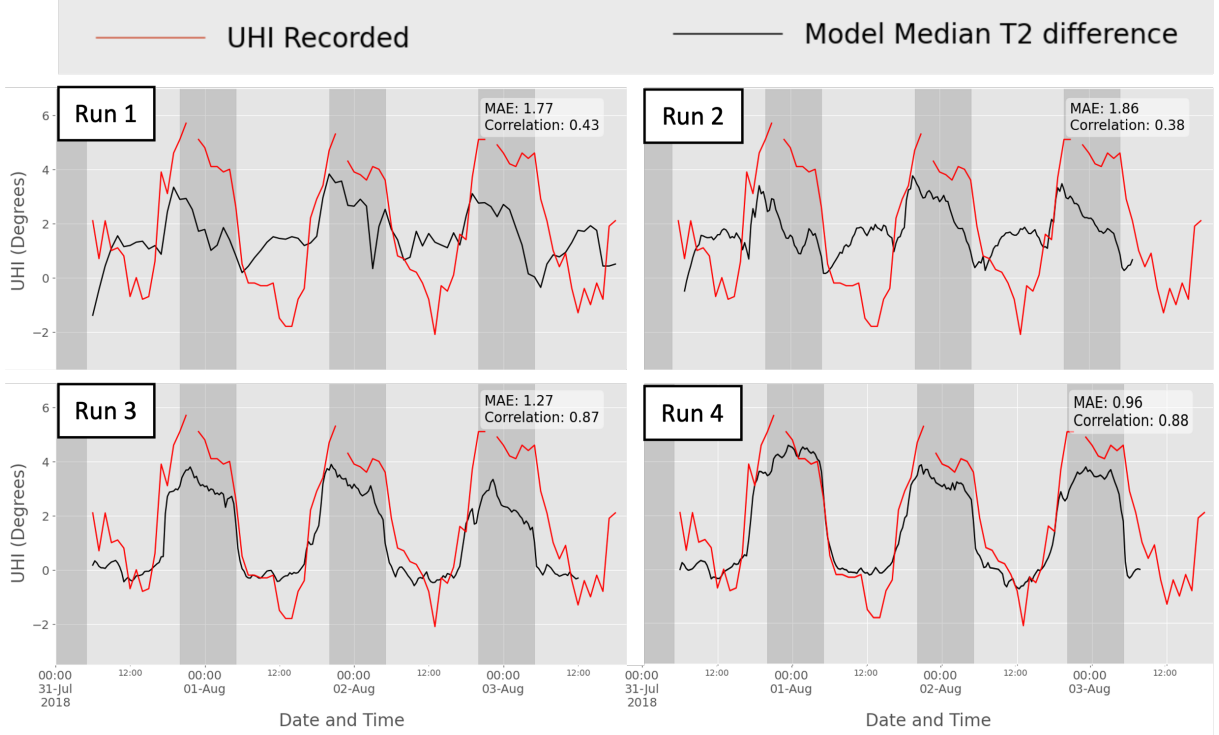 UHI Recorded
Model Median T2 difference
Run 1
MAE: 1.77
Correlation: 0.43
Run 2
MAE: 1.86
Correlation: 0.38
6
4
2
0
−2
UHI (Degrees)
Run 3
MAE: 1.27
Correlation: 0.87
Run 4
MAE: 0.96
Correlation: 0.88
6
4
2
0
−2
UHI (Degrees)
00:00 12:00 00:00 12:00 00:00 12:00 00:00 12:00
31-Jul 01-Aug 02-Aug 03-Aug
2018
Date and Time
00:00 12:00 00:00 12:00 00:00 12:00 00:00 12:00
31-Jul 01-Aug 02-Aug 03-Aug
2018
Date and Time